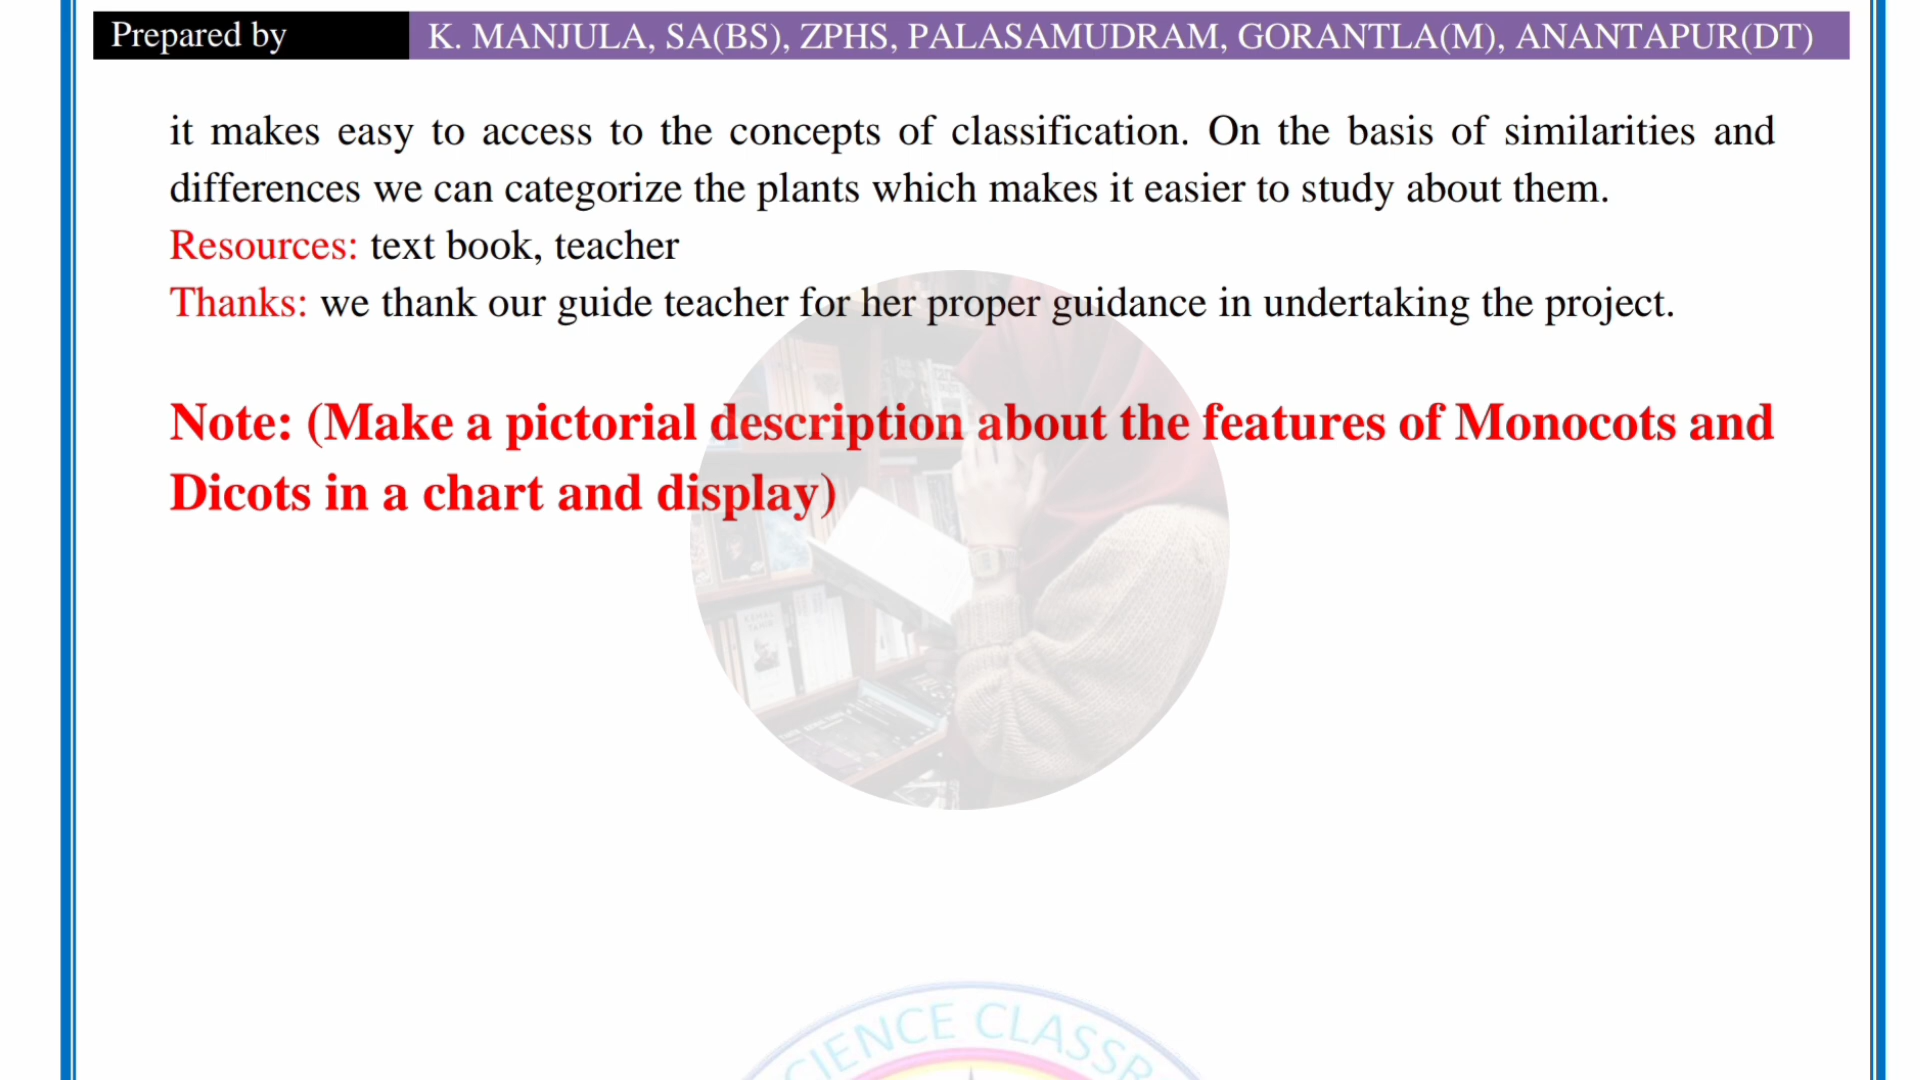 Prepared by K. MANJULA, SA(BS), ZPHS, PALASAMUDRAM, GORANTLA(M), ANANTAPUR(DT)
it makes easy to access to the concepts of classification. On the basis of similarities and
differences we can categorize the plants which makes it easier to study about them.
Resources: text book, teacher
Thanks: we thank our guide teacher for her proper guidance in undertaking the project.
Note: (Make a pictorial description about the features of Monocots and
Dicots in a chart and display)